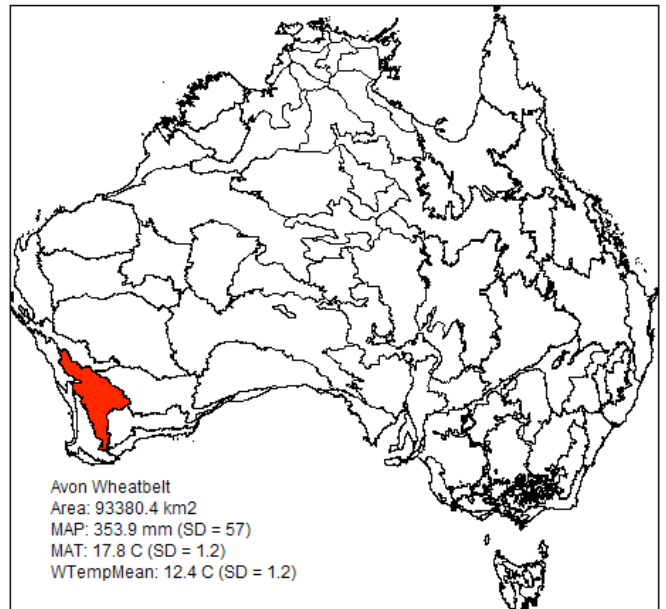 Avon Wheatbelt
Area: 93380.4 km2
MAP: 353.9 mm (SD = 57)
MAT: 17.8 C (SD = 1.2)
WTempMean: 12.4 C (SD = 1.2)